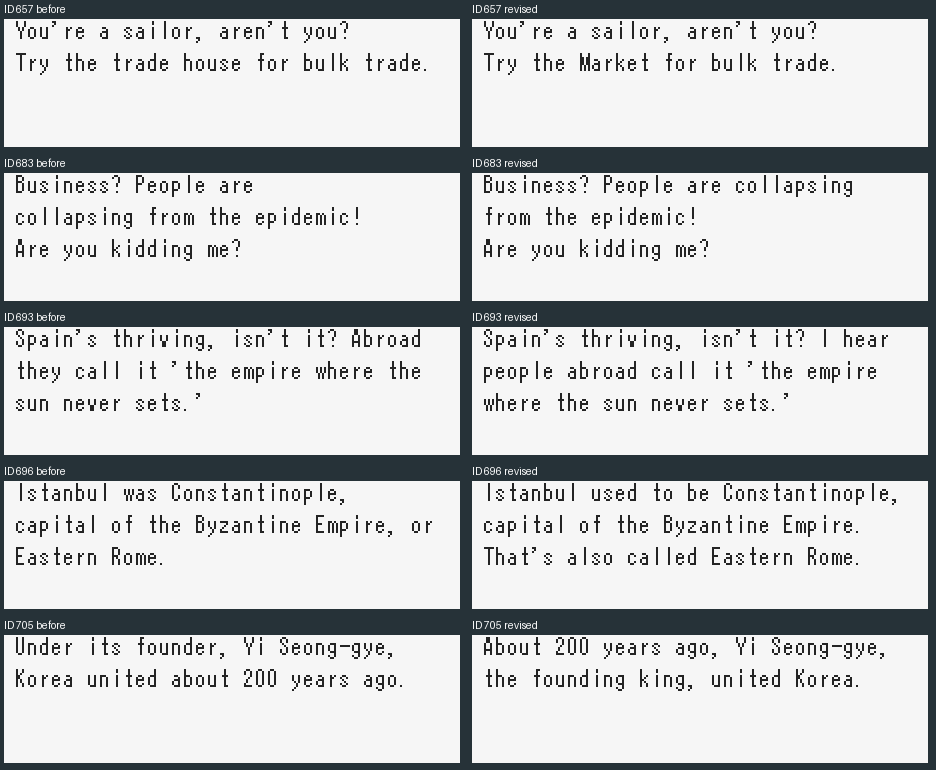 ID657 before
You're a sailor, aren't you?
Try the trade house for bulk trade.
ID657 revised
You're a sailor, aren't you?
Try the Market for bulk trade.
ID683 before
Business? People are
collapsing from the epidemic!
Are you kidding me?
ID683 revised
Business? People are collapsing
from the epidemic!
Are you kidding me?
ID693 before
Spain's thriving, isn't it? Abroad
they call it 'the empire where the
sun never sets.'
ID693 revised
Spain's thriving, isn't it? I hear
people abroad call it 'the empire
where the sun never sets.'
ID696 before
Istanbul was Constantinople,
capital of the Byzantine Empire, or
Eastern Rome.
ID696 revised
Istanbul used to be Constantinople,
capital of the Byzantine Empire.
That's also called Eastern Rome.
ID705 before
Under its founder, Yi Seong-gye,
Korea united about 200 years ago.
ID705 revised
About 200 years ago, Yi Seong-gye,
the founding king, united Korea.